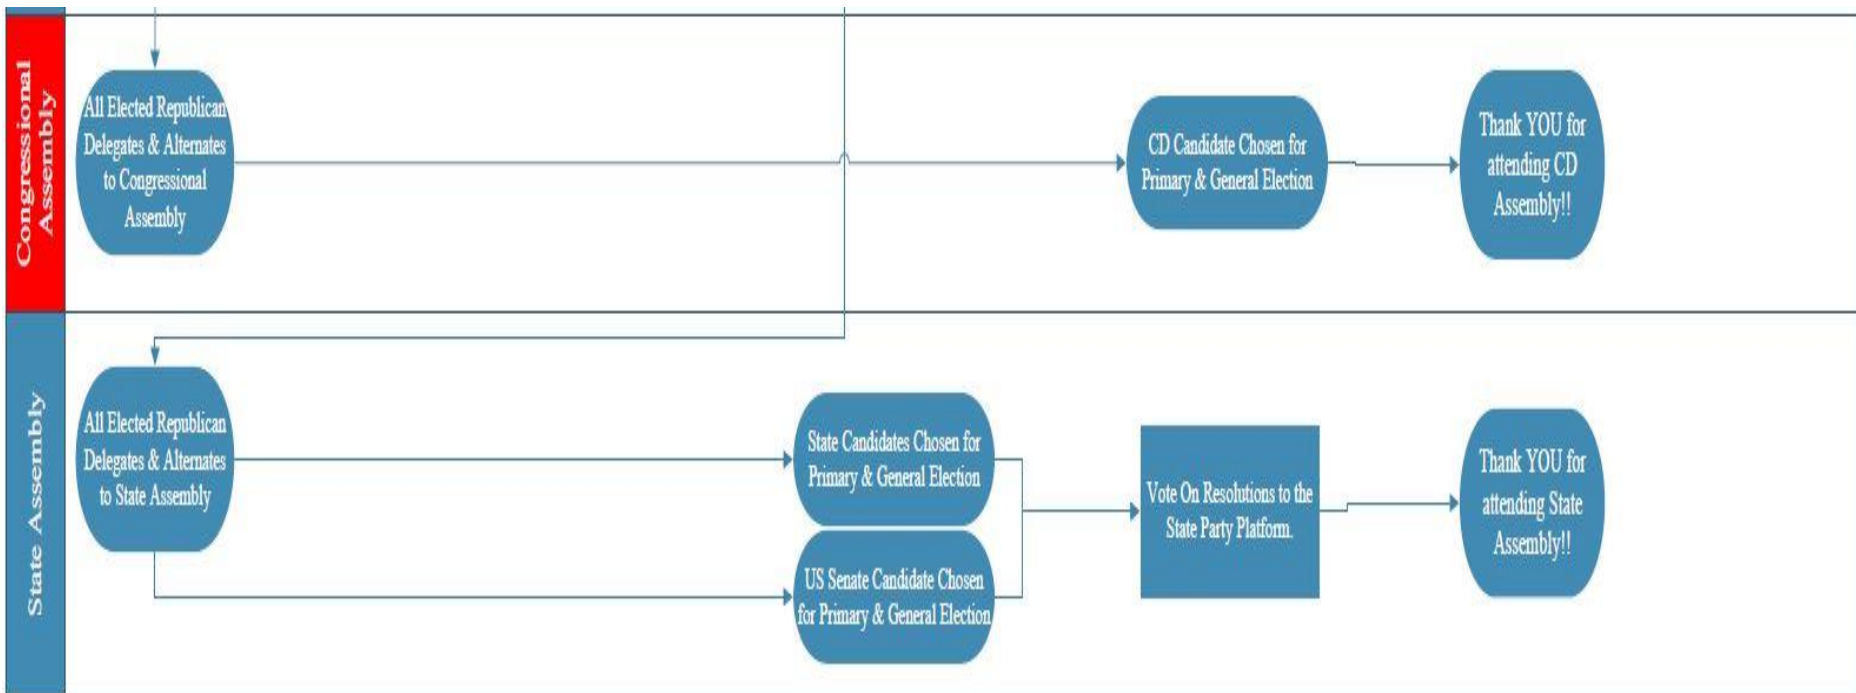 Congressional
Assembly
All Elected Republican
Delegates & Alternates
to Congressional
Assembly
CD Candidate Chosen for
Primary & General Election
Thank YOU for
attending CD
Assembly!!
State Assembly
All Elected Republican
Delegates & Alternates
to State Assembly
State Candidates Chosen for
Primary & General Election
US Senate Candidate Chosen
for Primary & General Election
Vote On Resolutions to the
State Party Platform.
Thank YOU for
attending State
Assembly!!